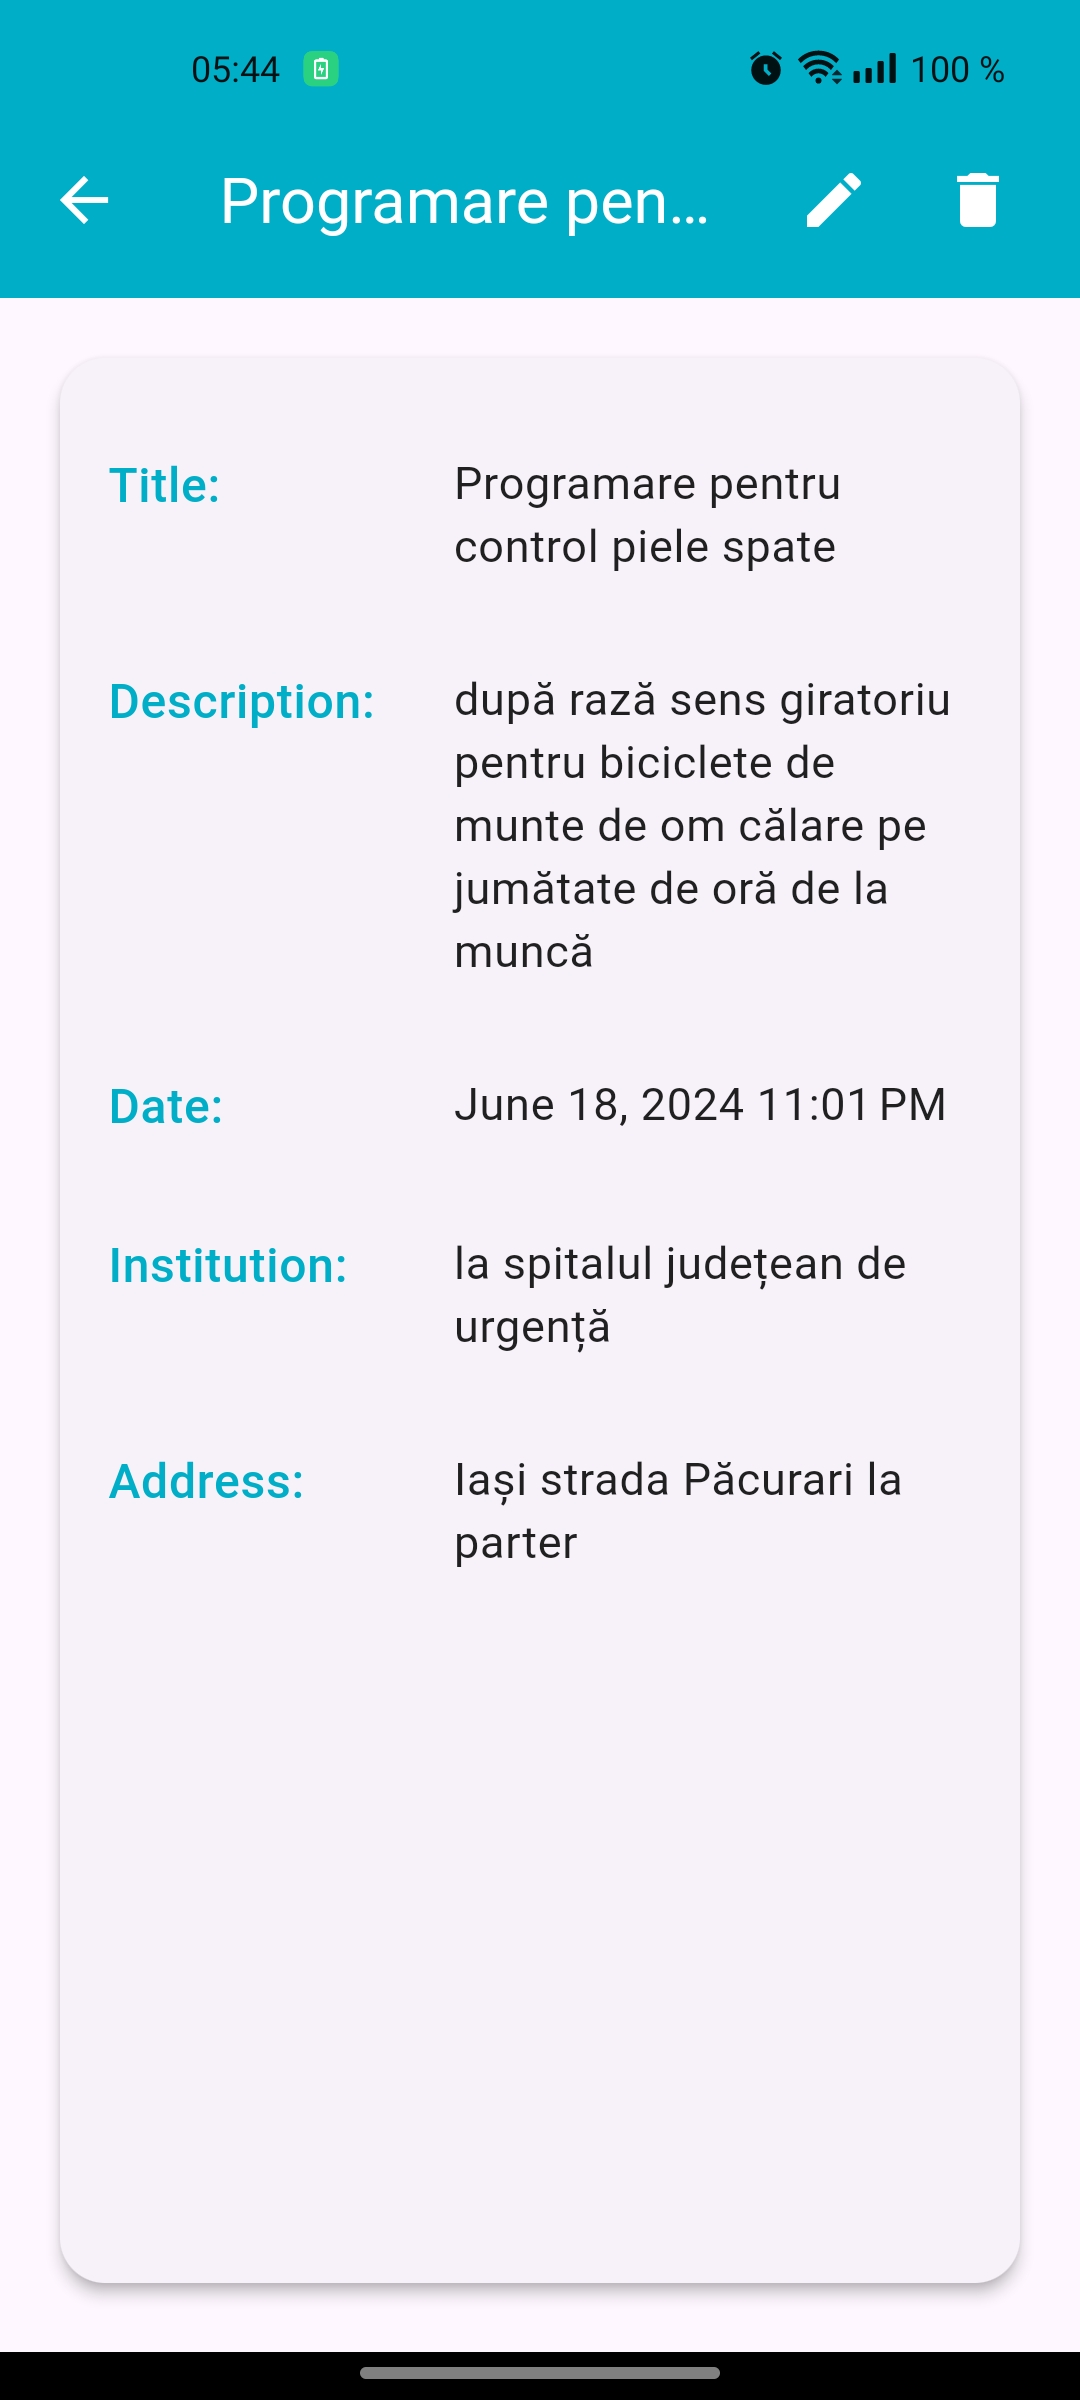 05:44
100 %
Programare pen...
Title:
Programare pentru
control piele spate
Description:
după rază sens giratoriu
pentru biciclete de
munte de om călare pe
jumătate de oră de la
muncă
Date:
June 18, 2024 11:01 PM
Institution:
la spitalul județean de
urgență
Address:
Iași strada Păcurari la
parter